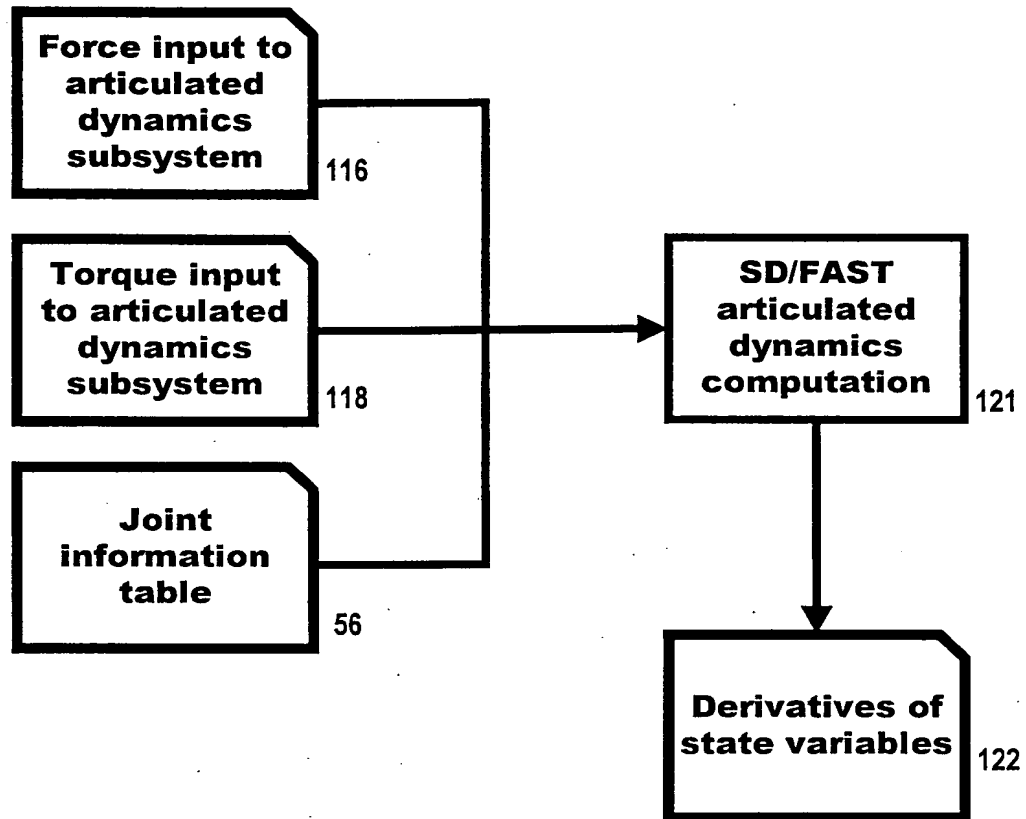 Force input to
articulated
dynamics
subsystem
116
Torque input
to articulated
dynamics
subsystem
118
Joint
information
table
56
SD/FAST
articulated
dynamics
computation
121
Derivatives of
state variables
122